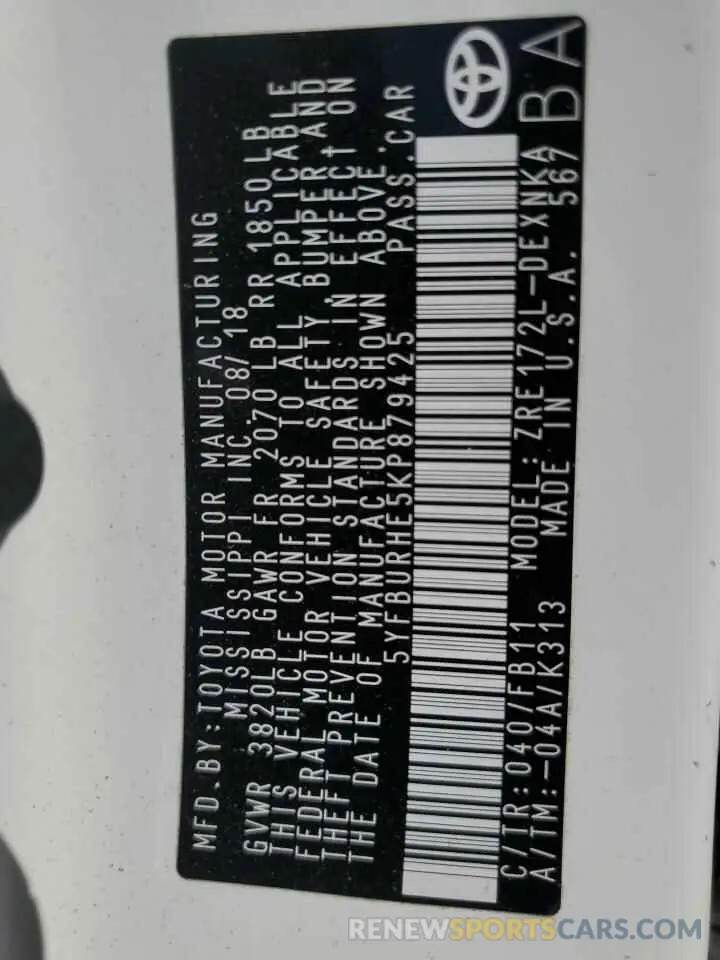 MFD. BY: TOYOTA MOTOR MANUFACTURING
MISSISSIPPI INC. 08/18
GVWR 3820LB GAWR FR 2070 LB RR 1850LB
THIS VEHICLE CONFORMS TO ALL APPLICABLE
FEDERAL MOTOR VEHICLE SAFETY, BUMPER AND
THEFT PREVENTION STANDARDS IN EFFECT ON
THE DATE OF MANUFACTURE SHOWN ABOVE.
5YFBURHE5KP879425 PASS. CAR
C/TR: 040/FB11 MODEL: ZRE172L-DEXNKA
A/TM: -04A/K313 MADE IN U.S.A. 567
BA
RENEWSPORTSCARS.COM